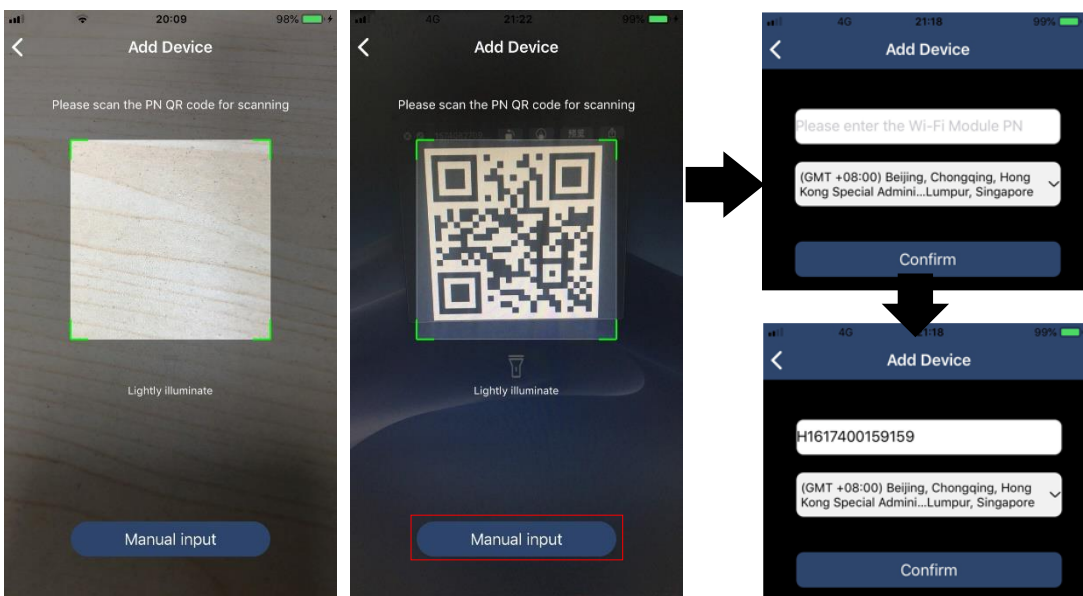 20:09
98%
Add Device
Please scan the PN QR code for scanning
Lightly illuminate
Manual input
4G
21:22
99%
Add Device
Please scan the PN QR code for scanning
Lightly illuminate
Manual input
4G
21:18
99%
Add Device
Please enter the Wi-Fi Module PN
(GMT +08:00) Beijing, Chongqing, Hong
Kong Special Admini...Lumpur, Singapore
Confirm
4G
1:18
99%
Add Device
H1617400159159
(GMT +08:00) Beijing, Chongqing, Hong
Kong Special Admini...Lumpur, Singapore
Confirm